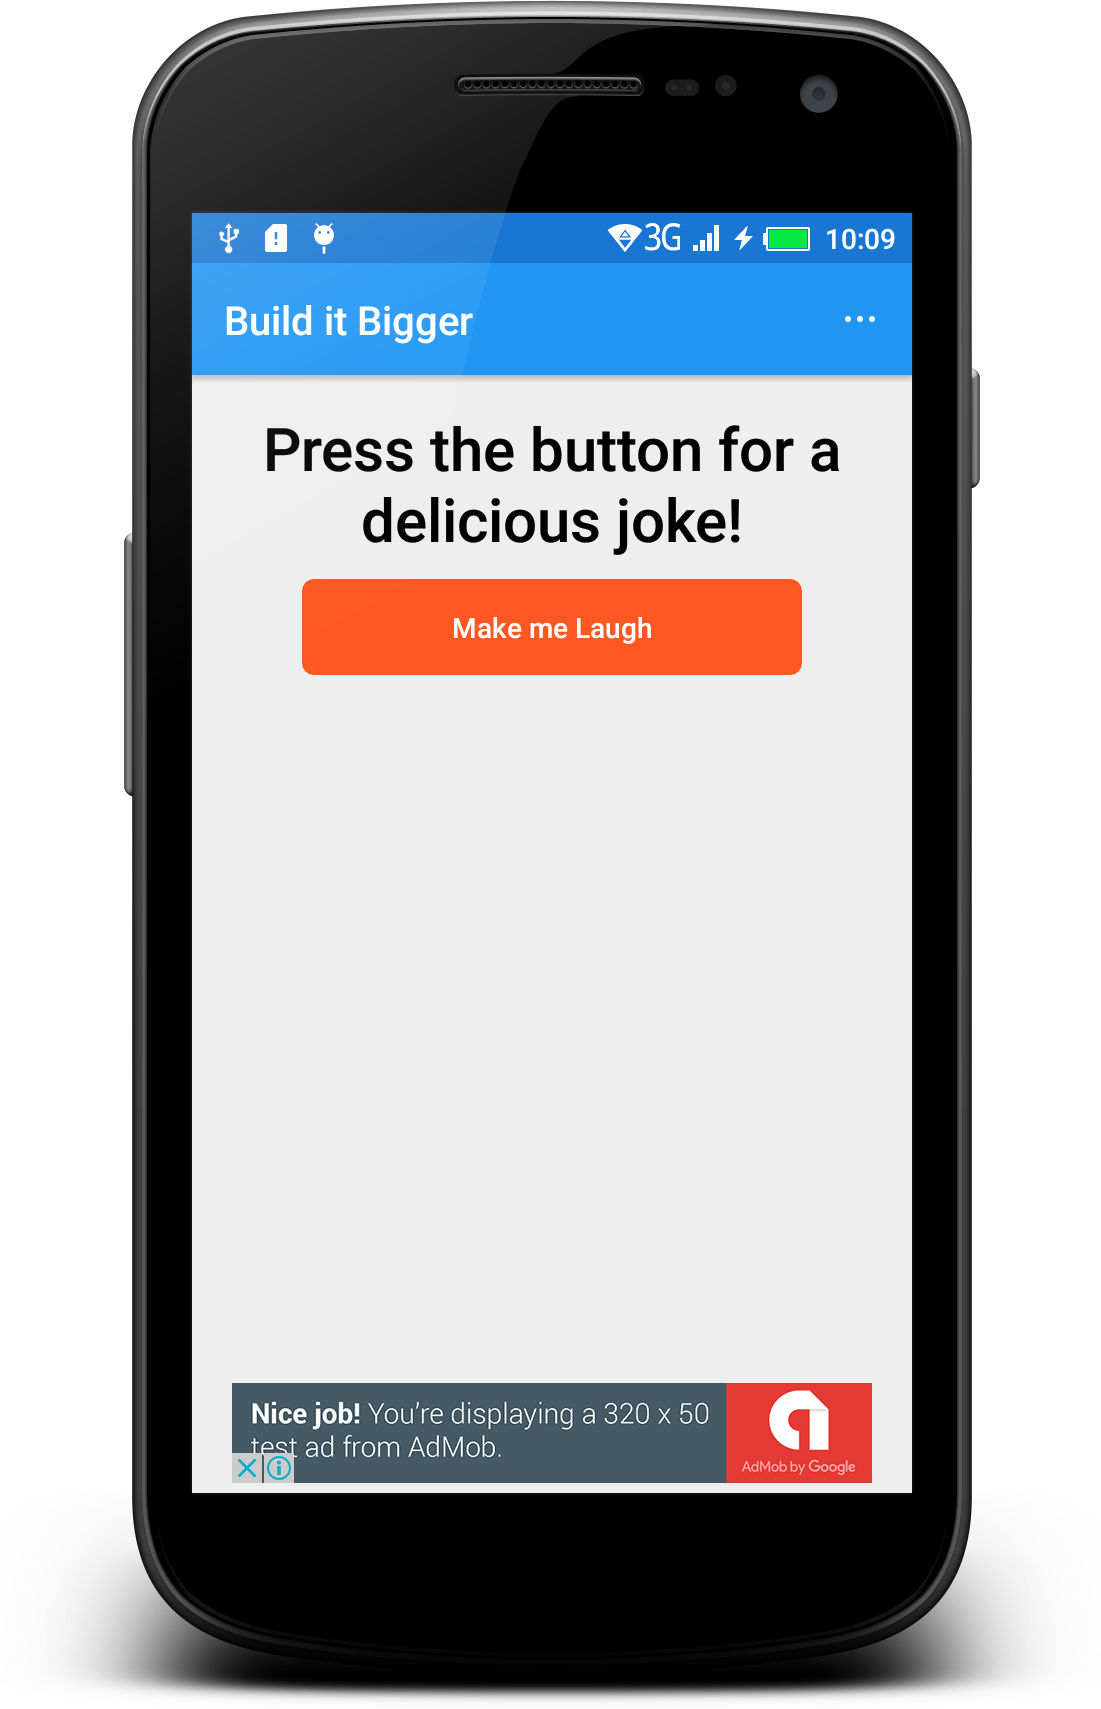 3G 10:09
Build it Bigger
Press the button for a
delicious joke!
Make me Laugh
Nice job! You're displaying a 320 x 50
test ad from AdMob.
AdMob by Google